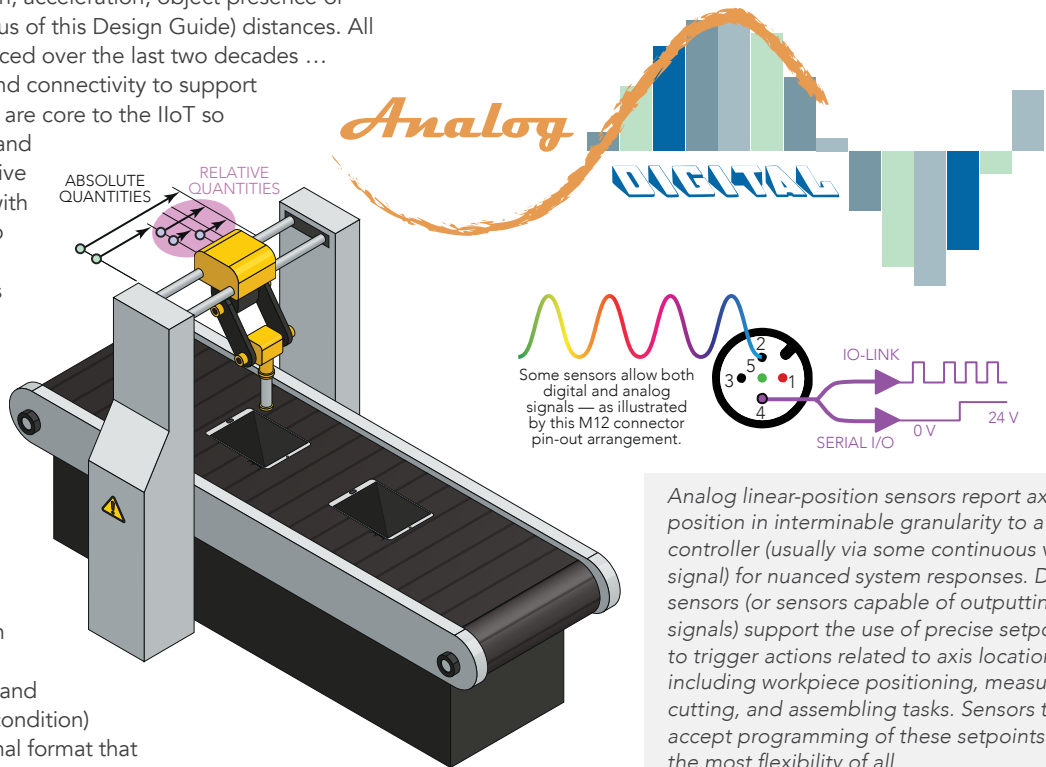 acceleration, object presence or
us of this Design Guide) distances. All
ced over the last two decades …
nd connectivity to support
are core to the IIoT so
and
ive
with
Analog
DIGITAL
ABSOLUTE
QUANTITIES
RELATIVE
QUANTITIES
Some sensors allow both
digital and analog
signals — as illustrated
by this M12 connector
pin-out arrangement.
2
5
3
1
4
IO-LINK
SERIAL I/O
0 V
24 V
and
condition)
nal format that
Analog linear-position sensors report ax
position in interminable granularity to a
controller (usually via some continuous v
signal) for nuanced system responses. D
sensors (or sensors capable of outputtin
signals) support the use of precise setpo
to trigger actions related to axis location
including workpiece positioning, measu
cutting, and assembling tasks. Sensors t
accept programming of these setpoints
the most flexibility of all.